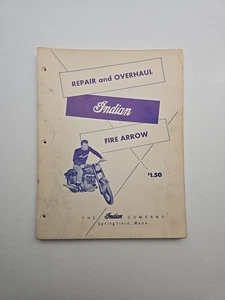 REPAIR and OVERHAUL
Indian
FIRE ARROW
$1.50
THE Indian COMPANY
Springfield, Mass.